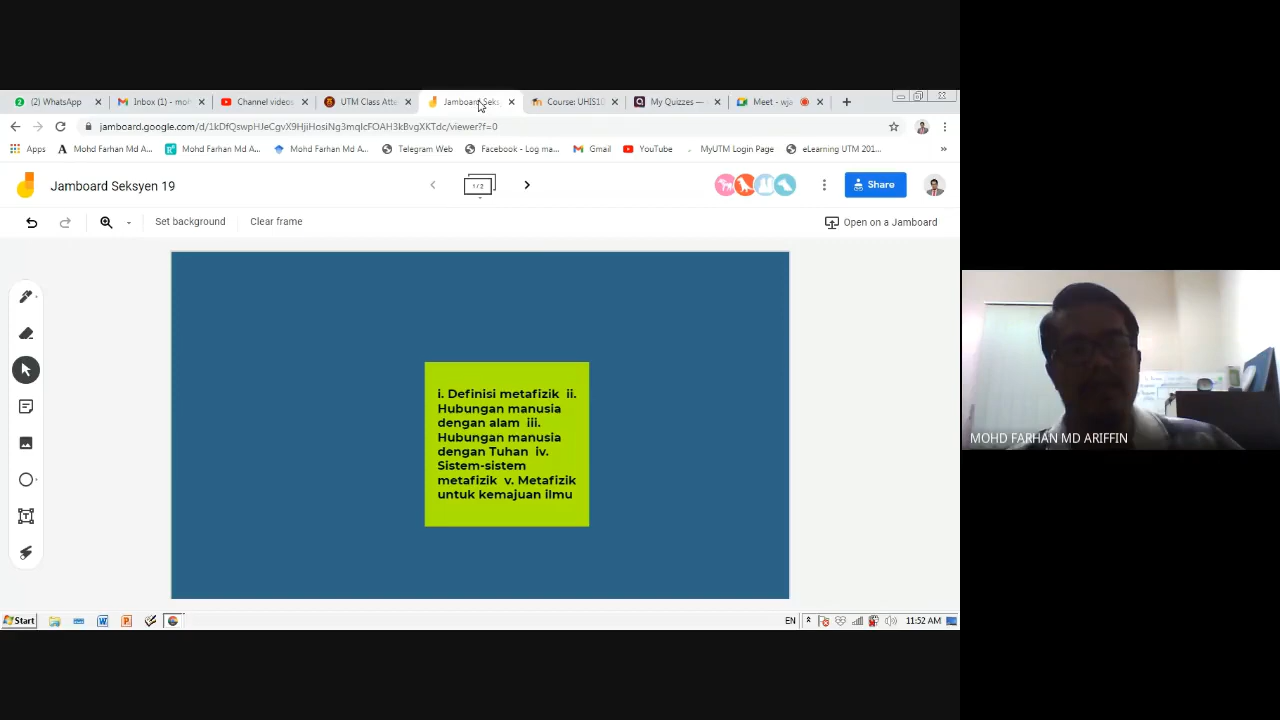 (2) WhatsApp
Inbox (1) - moh
Channel videos
UTM Class Atte
Jamboard Seks
Course: UHIS10
My Quizzes —
Meet - wja
jamboard.google.com/d/1kDfQswpHJeCgvX9HjiHosiNg3mqIcFOAH3kBvgXKTdc/viewer?f=0
Apps
Mohd Farhan Md A...
Mohd Farhan Md A...
Mohd Farhan Md A...
Telegram Web
Facebook - Log ma...
Gmail
YouTube
MyUTM Login Page
eLearning UTM 201...
Jamboard Seksyen 19
1/2
Share
Set background
Clear frame
Open on a Jamboard
i. Definisi metafizik ii.
Hubungan manusia
dengan alam iii.
Hubungan manusia
dengan Tuhan iv.
Sistem-sistem
metafizik v. Metafizik
untuk kemajuan ilmu
MOHD FARHAN MD ARIFFIN
Start
EN
11:52 AM